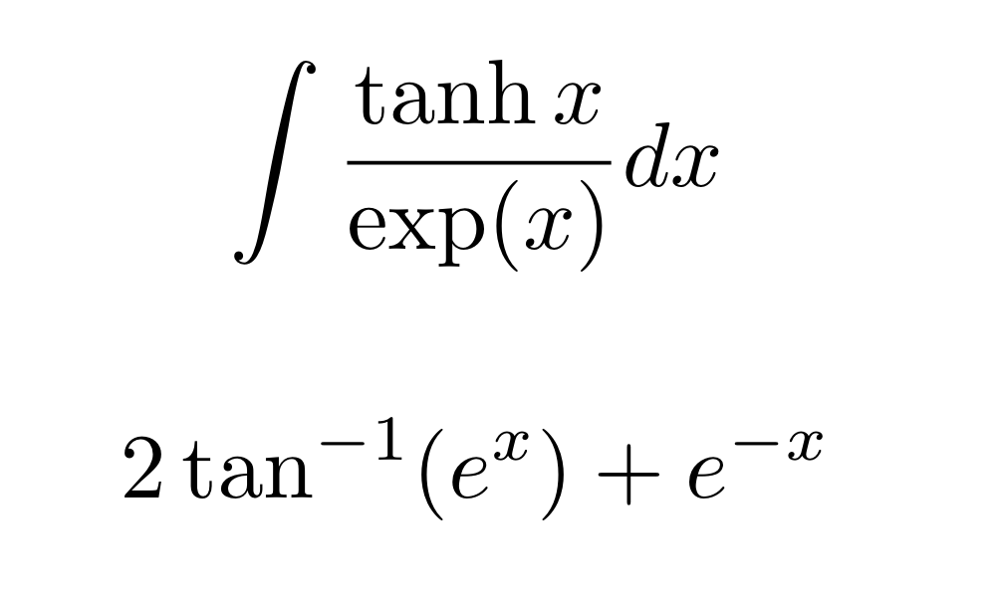 ∫ tanh x / exp(x) dx
2 tan⁻¹(eˣ) + e⁻ˣ